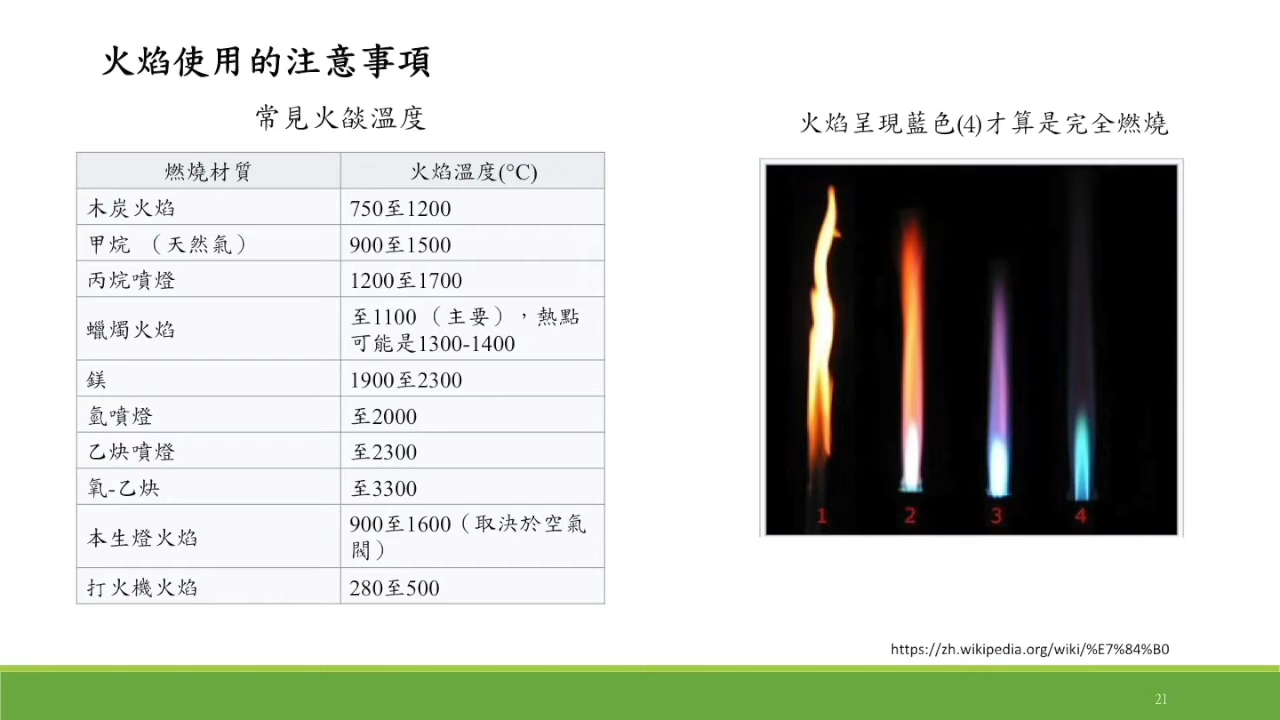 火焰使用的注意事項
常見火燄溫度
燃燒材質 火焰溫度(°C)
木炭火焰 750至1200
甲烷 （天然氣） 900至1500
丙烷噴燈 1200至1700
蠟燭火焰 至1100 （主要），熱點
可能是1300-1400
鎂 1900至2300
氫噴燈 至2000
乙炔噴燈 至2300
氧-乙炔 至3300
本生燈火焰 900至1600（取決於空氣
閥）
打火機火焰 280至500
火焰呈現藍色(4)才算是完全燃燒
1 2 3 4
https://zh.wikipedia.org/wiki/%E7%84%B0
21